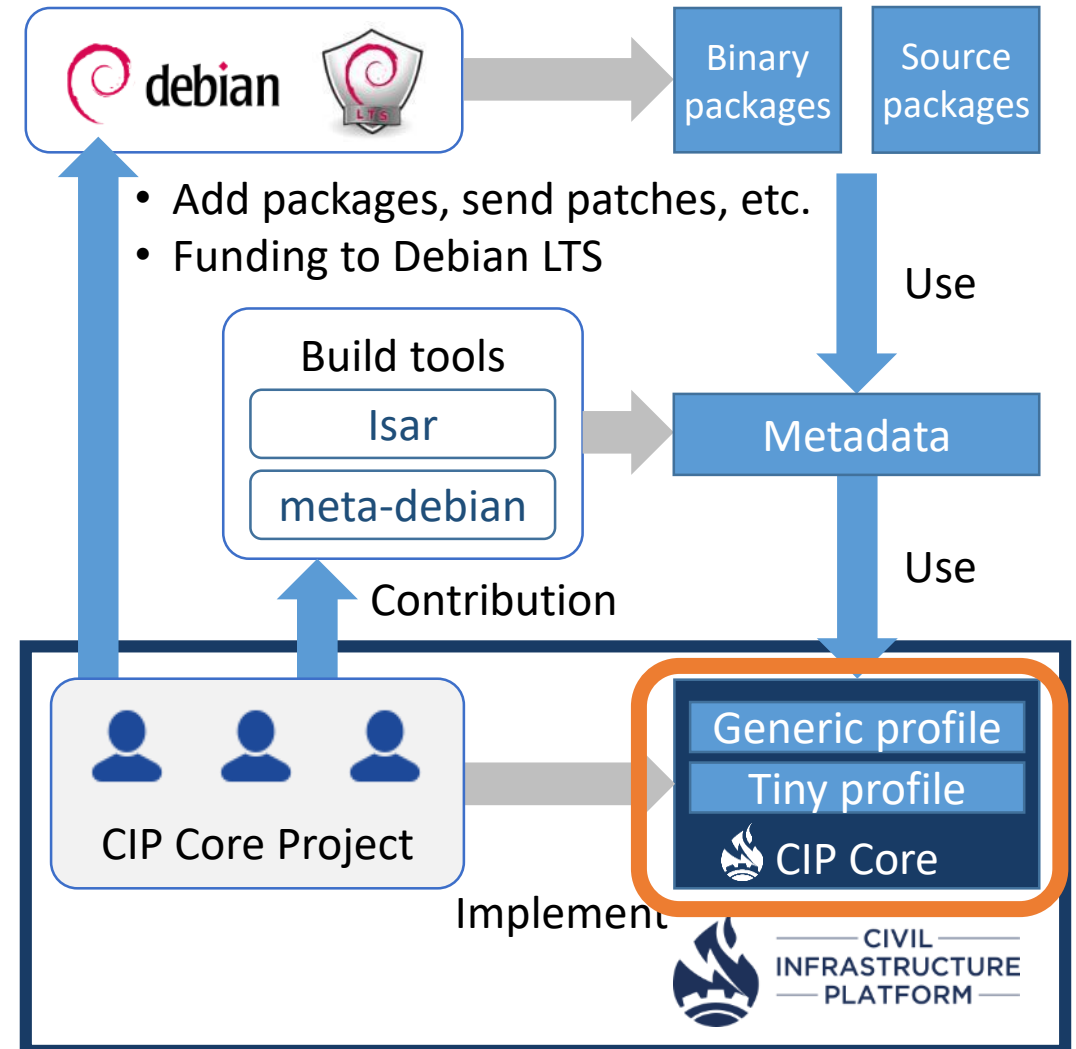 debian
LTS
Binary
packages
Source
packages
• Add packages, send patches, etc.
• Funding to Debian LTS
Use
Build tools
Isar
meta-debian
Metadata
Use
Contribution
Generic profile
Tiny profile
CIP Core
CIP Core Project
Implement
CIVIL
INFRASTRUCTURE
PLATFORM